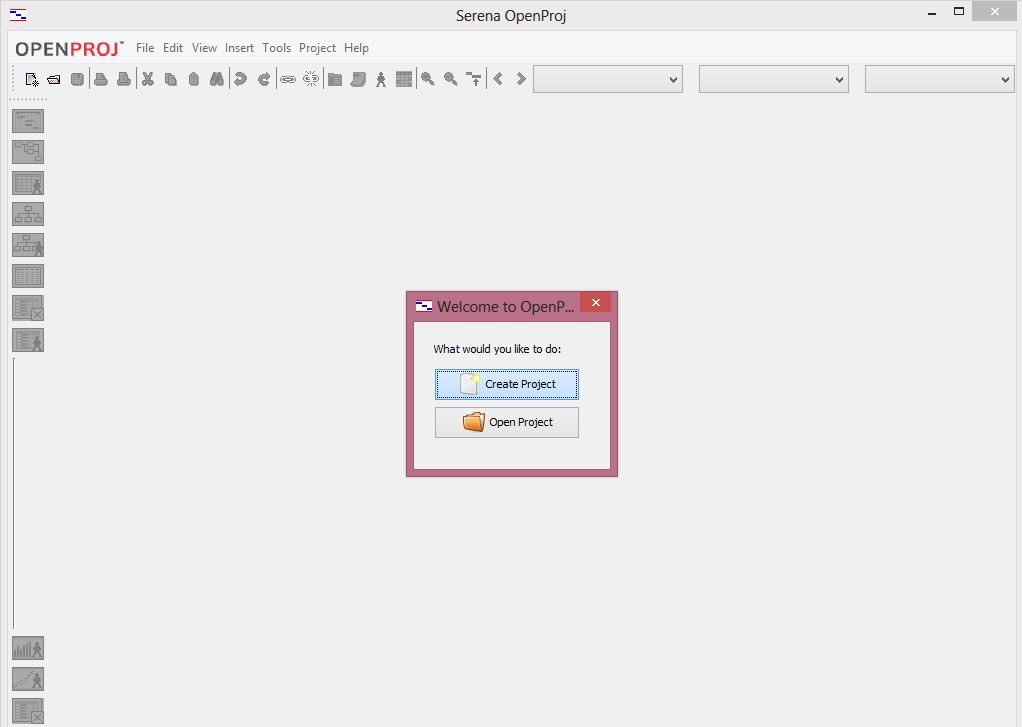 Serena OpenProj
OPENPROJ™ File Edit View Insert Tools Project Help
Welcome to OpenP...
What would you like to do:
Create Project
Open Project